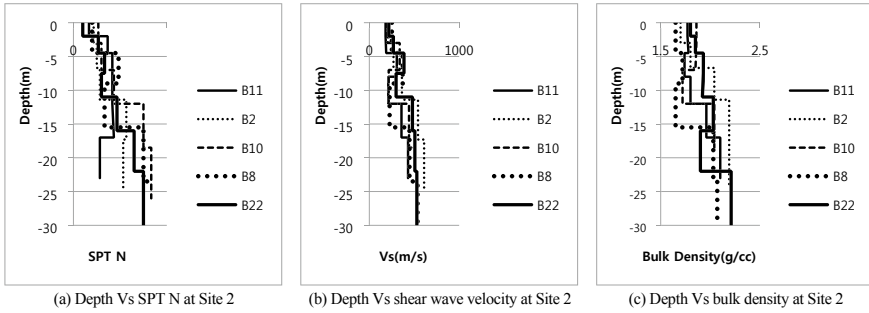 0
-5
-10
-15
-20
-25
-30
Depth(m)
0
SPT N
B11
B2
B10
B8
B22
(a) Depth Vs SPT N at Site 2
0
-5
-10
-15
-20
-25
-30
Depth(m)
0
1000
Vs(m/s)
B11
B2
B10
B8
B22
(b) Depth Vs shear wave velocity at Site 2
0
-5
-10
-15
-20
-25
-30
Depth(m)
1.5
2.5
Bulk Density(g/cc)
B11
B2
B10
B8
B22
(c) Depth Vs bulk density at Site 2